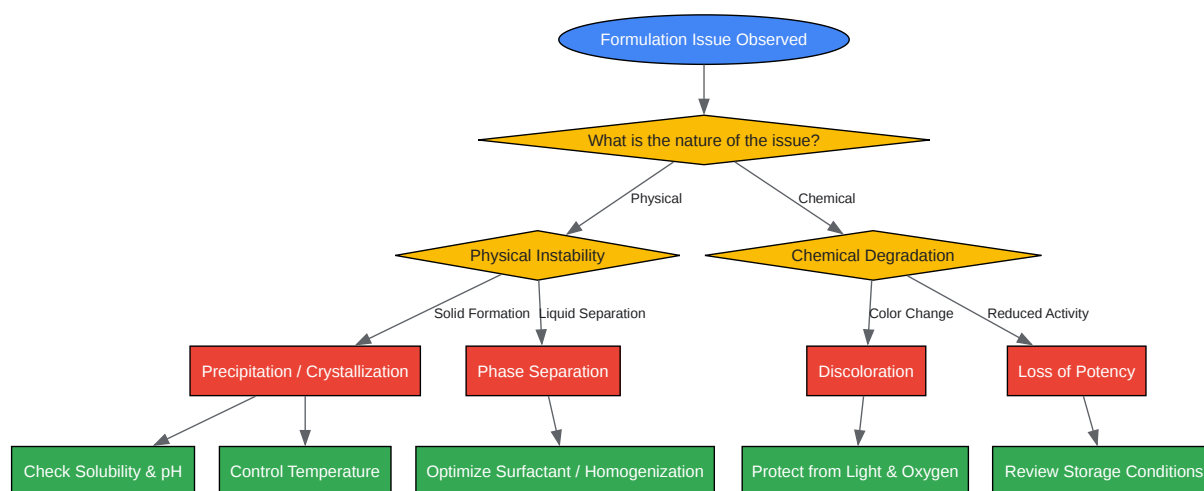 Formulation Issue Observed
What is the nature of the issue?
Physical
Chemical
Physical Instability
Chemical Degradation
Solid Formation
Liquid Separation
Color Change
Reduced Activity
Precipitation / Crystallization
Phase Separation
Discoloration
Loss of Potency
Check Solubility & pH
Control Temperature
Optimize Surfactant / Homogenization
Protect from Light & Oxygen
Review Storage Conditions